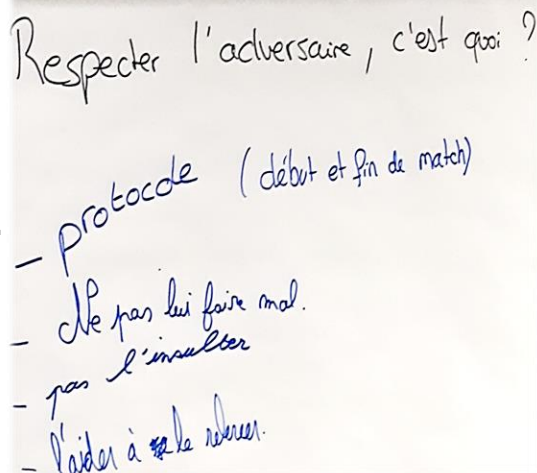 Respecter l'adversaire, c'est quoi ?
- protocole (début et fin de match)
- Ne pas lui faire mal.
- pas l'insulter
- l'aider à le relever.